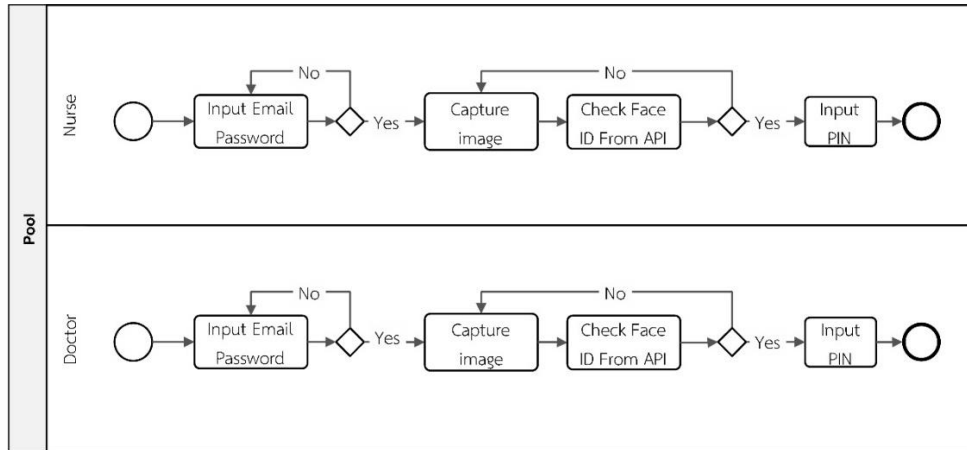 Pool
Nurse
No
No
Input Email
Password
Yes
Capture
image
Check Face
ID From API
Yes
Input
PIN
Doctor
No
No
Input Email
Password
Yes
Capture
image
Check Face
ID From API
Yes
Input
PIN